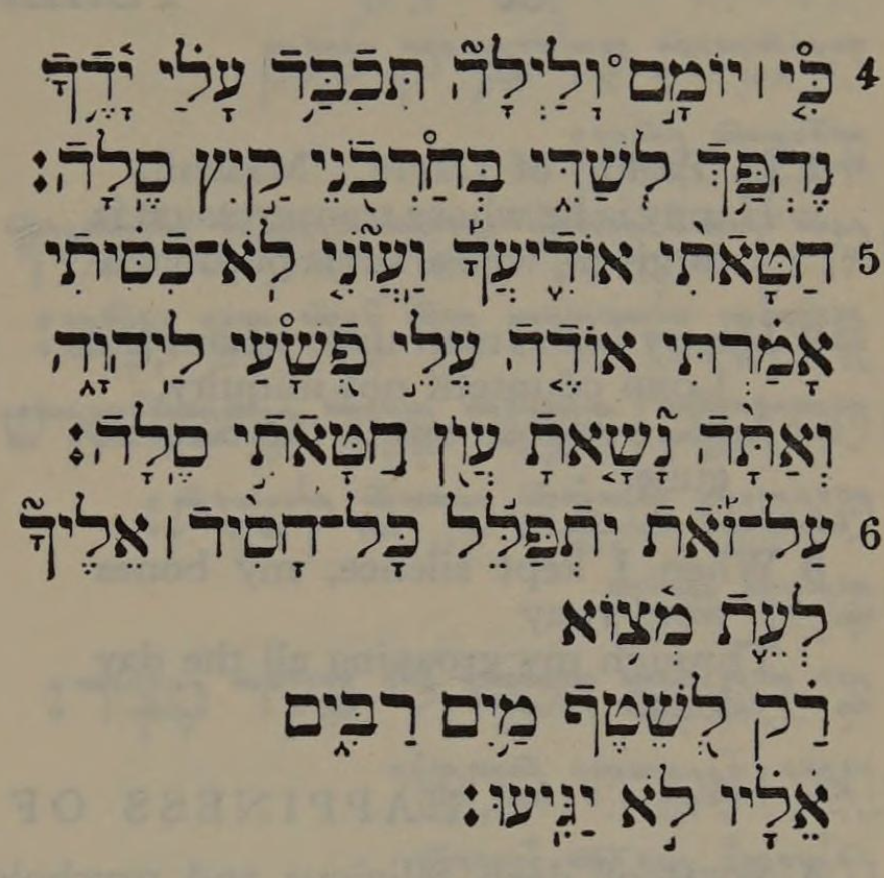 4 כִּ֤י ׀ יוֹמָ֣ם וָלַיְלָה֮ תִּכְבַּ֥ד עָלַ֗י יָ֫דֶ֥ךָ
נֶהְפַּ֥ךְ לְשַׁדִּ֑י בְּחַרְבֹ֖נֵי קַ֣יִץ סֶֽלָה׃
5 חַטָּאתִ֨י אוֹדִ֪יעֲךָ֡ וַעֲוֺ֘נִ֤י לֹֽא־כִסִּ֗יתִי
אָמַ֗רְתִּי אוֹדֶ֤ה עֲלֵ֣י פְ֭שָׁעַי לַיהוָ֑ה
וְאַתָּ֨ה נָ֘שָׂ֤אתָ עֲוֺ֖ן חַטָּאתִ֣י סֶֽלָה׃
6 עַל־זֹ֡את יִתְפַּלֵּ֬ל כָּל־חָסִ֨יד ׀ אֵלֶיךָ֮
לְעֵ֪ת מְ֫צֹ֥א
רַ֗ק לְ֭שֵׁטֶף מַ֣יִם רַבִּ֑ים
אֵ֝לָ֗יו לֹ֣א יַגִּֽיעוּ׃